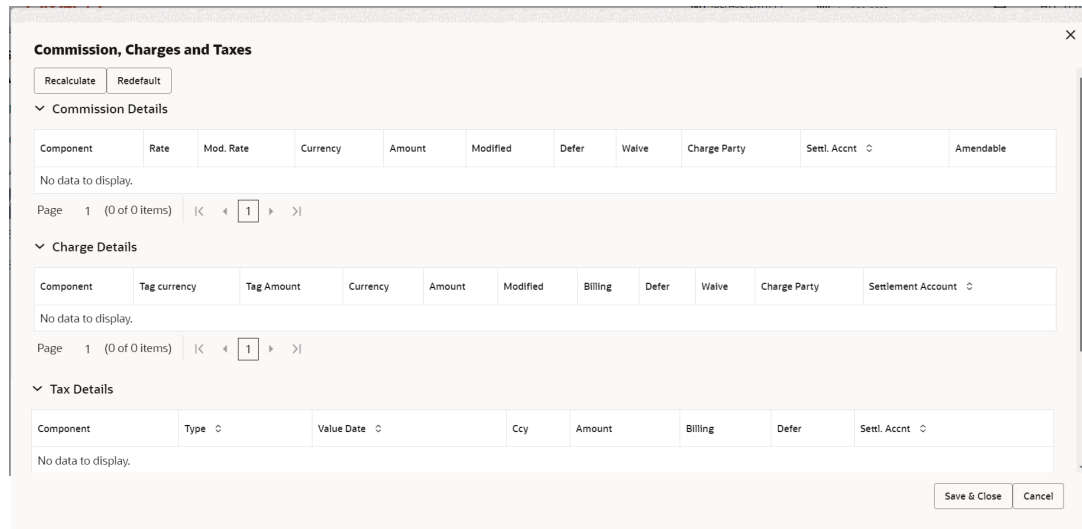 Commission, Charges and Taxes
Recalculate Redefault
Commission Details
Component Rate Mod. Rate Currency Amount Modified Defer Waive Charge Party Settl. Accnt Amendable
No data to display.
Page 1 (0 of 0 items) 1
Charge Details
Component Tag currency Tag Amount Currency Amount Modified Billing Defer Waive Charge Party Settlement Account
No data to display.
Page 1 (0 of 0 items) 1
Tax Details
Component Type Value Date Ccy Amount Billing Defer Settl. Accnt
No data to display.
Save & Close Cancel